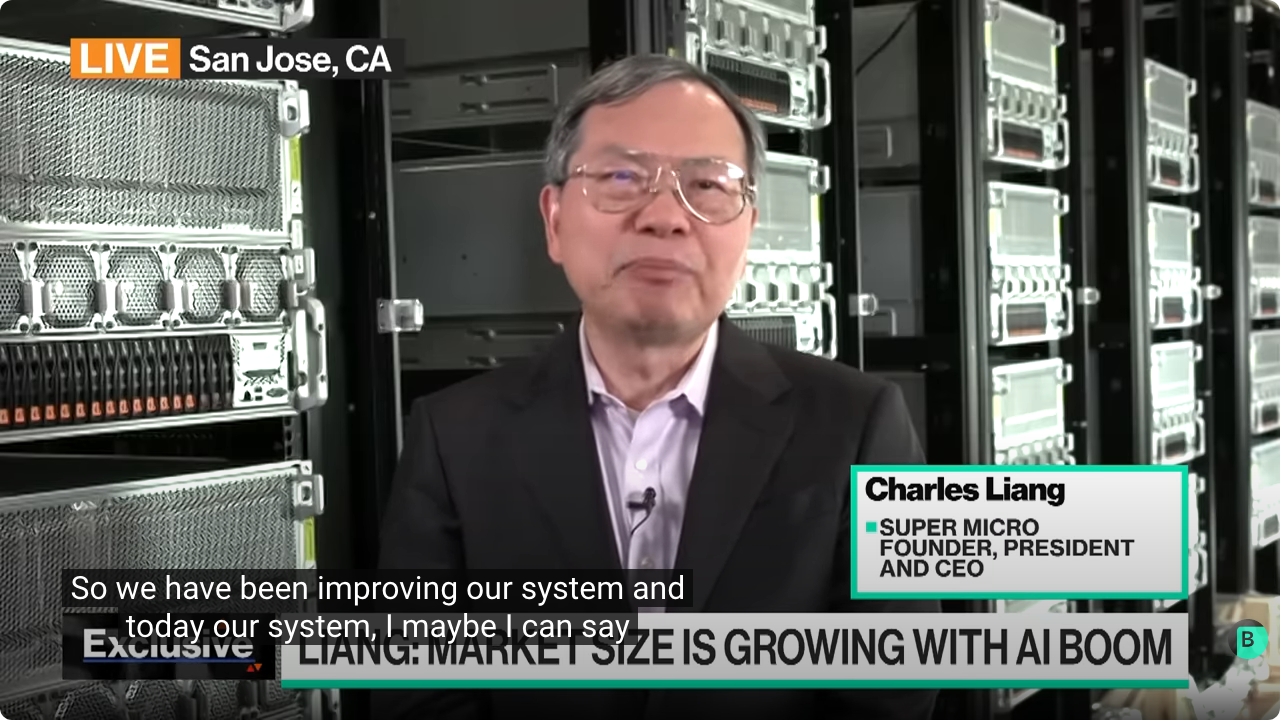 LIVE San Jose, CA
Charles Liang
SUPER MICRO
FOUNDER, PRESIDENT
AND CEO
So we have been improving our system and
today our system, I maybe I can say
Exclusive
LIANG: MARKET SIZE IS GROWING WITH AI BOOM
B